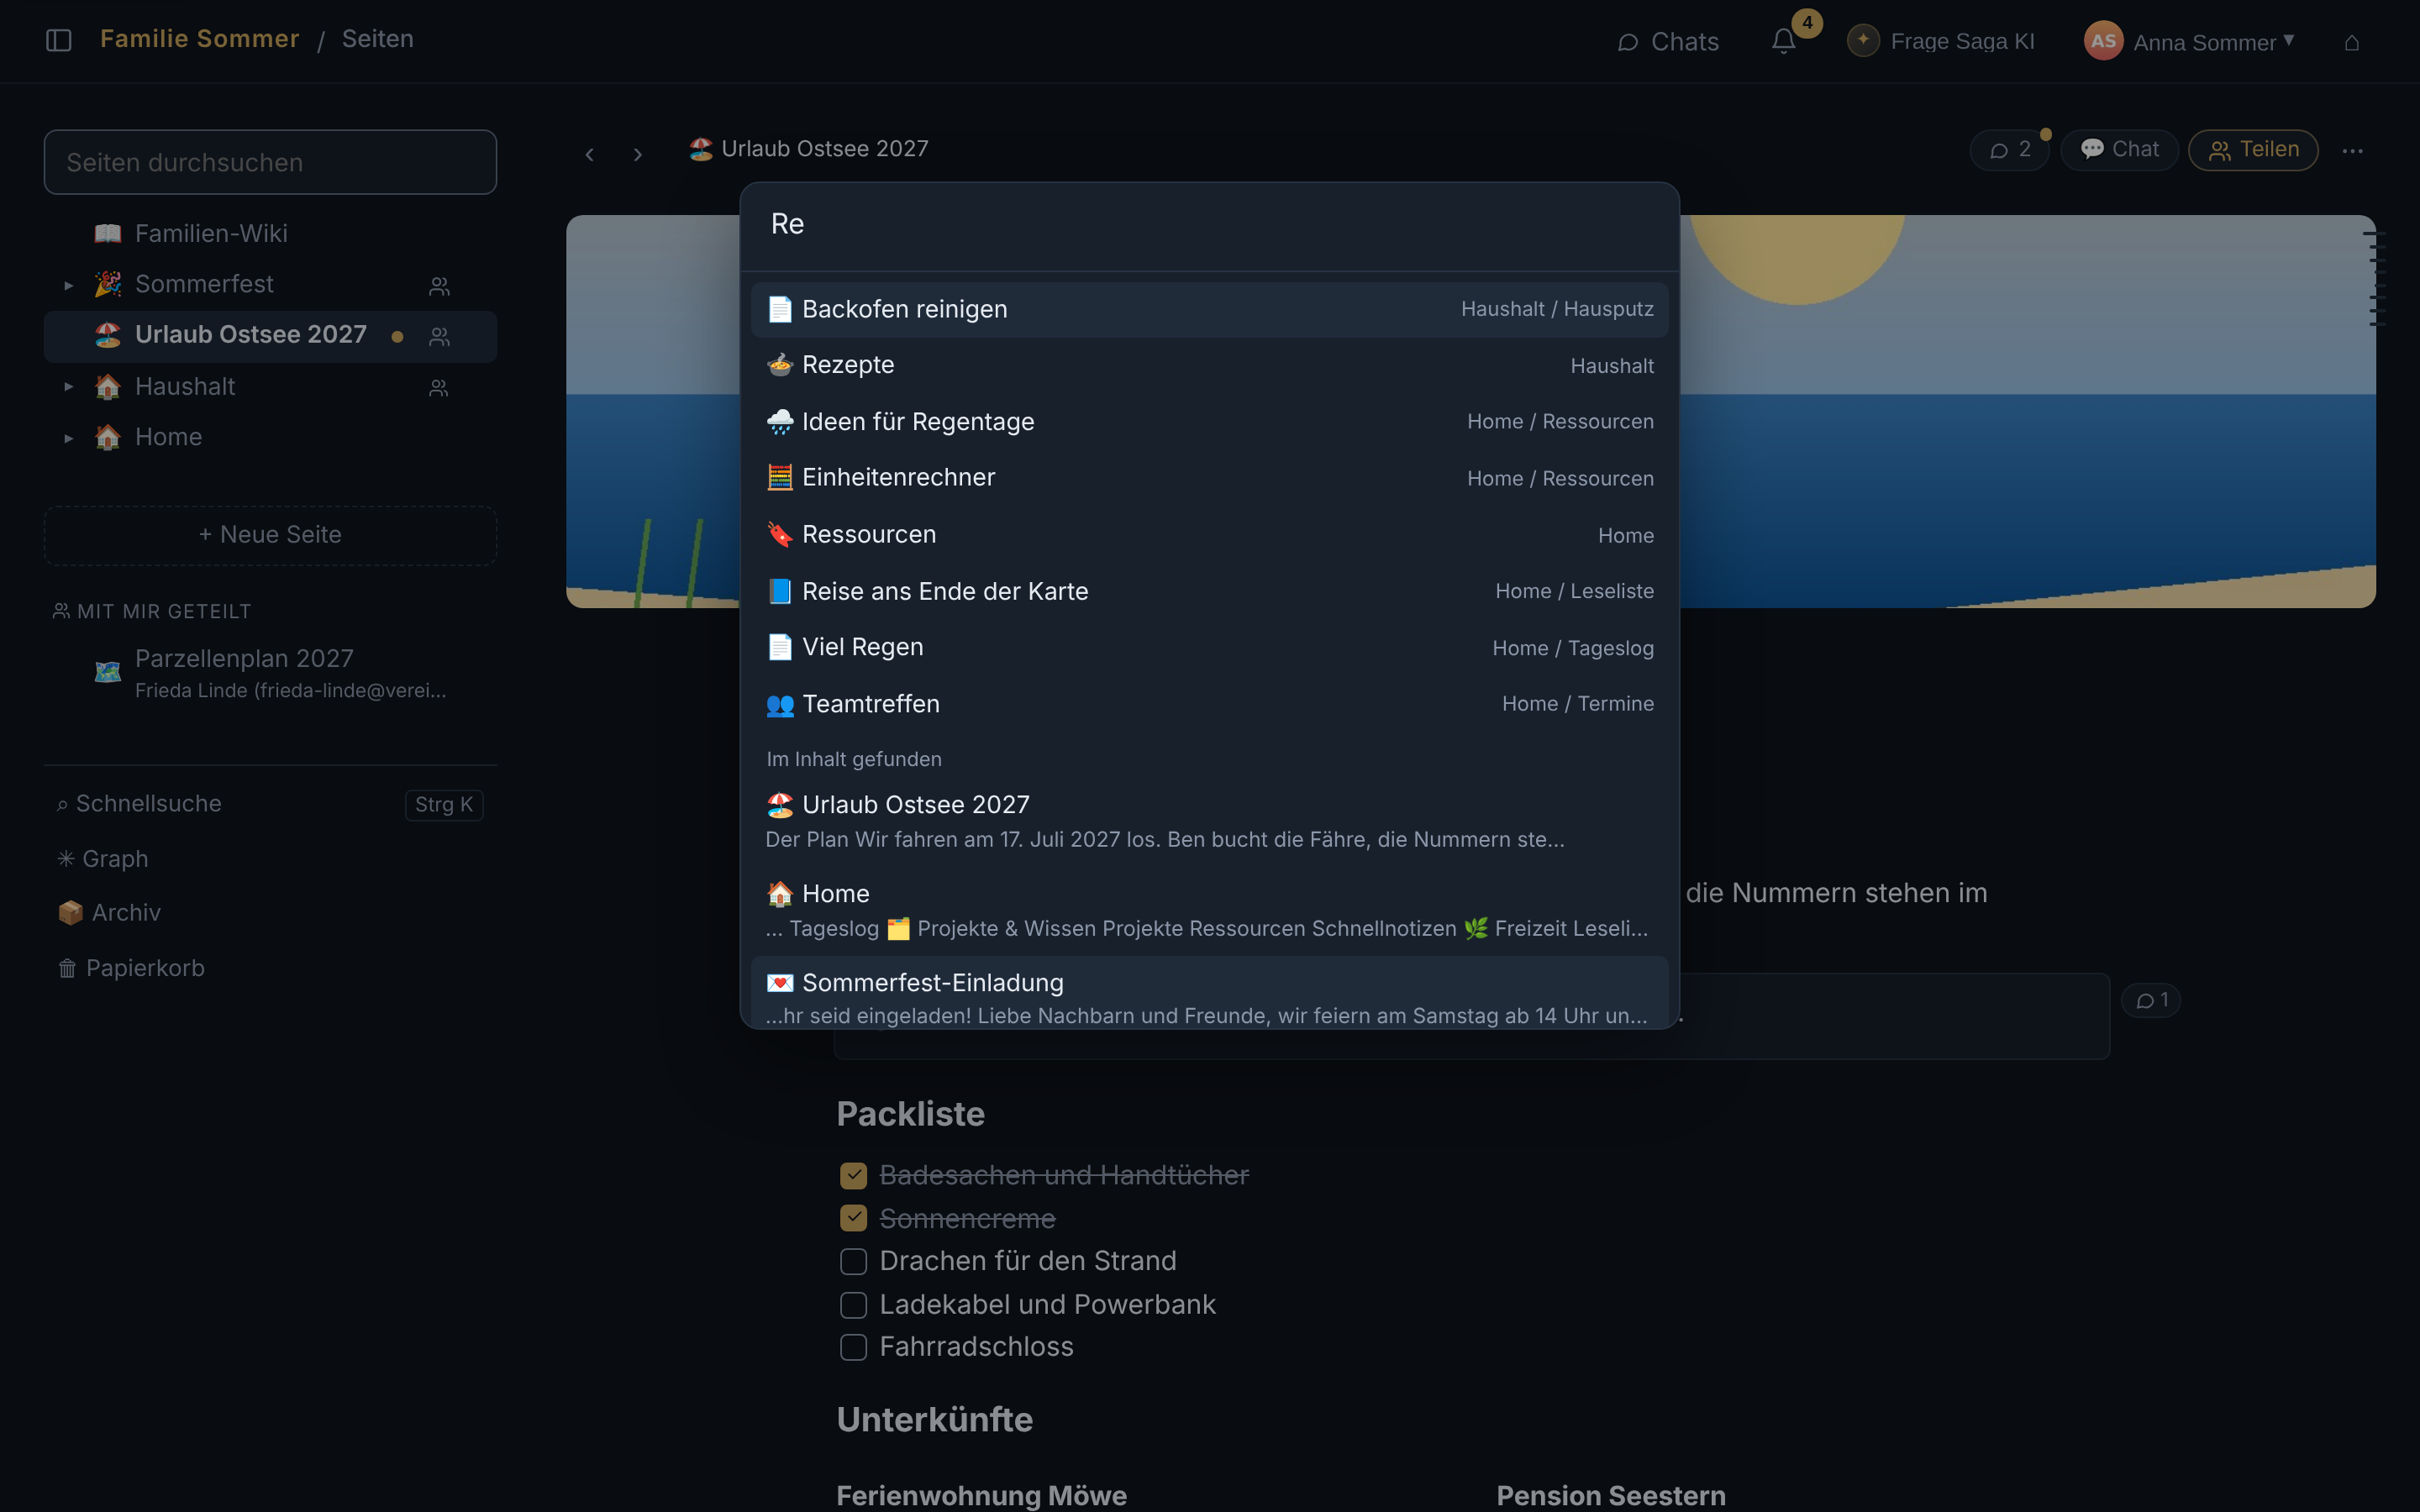 Familie Sommer / Seiten
Chats
4
Frage Saga KI
AS Anna Sommer
Seiten durchsuchen
Familien-Wiki
Sommerfest
Urlaub Ostsee 2027
Haushalt
Home
+ Neue Seite
MIT MIR GETEILT
Parzellenplan 2027
Frieda Linde (frieda-linde@verei...
Schnellsuche Strg K
Graph
Archiv
Papierkorb
Urlaub Ostsee 2027
2
Chat
Teilen
Re
Backofen reinigen Haushalt / Hausputz
Rezepte Haushalt
Ideen für Regentage Home / Ressourcen
Einheitenrechner Home / Ressourcen
Ressourcen Home
Reise ans Ende der Karte Home / Leseliste
Viel Regen Home / Tageslog
Teamtreffen Home / Termine
Im Inhalt gefunden
Urlaub Ostsee 2027
Der Plan Wir fahren am 17. Juli 2027 los. Ben bucht die Fähre, die Nummern ste...
Home
... Tageslog 🗂️ Projekte & Wissen Projekte Ressourcen Schnellnotizen 🌿 Freizeit Leseli...
Sommerfest-Einladung
...hr seid eingeladen! Liebe Nachbarn und Freunde, wir feiern am Samstag ab 14 Uhr un...
die Nummern stehen im
1
Packliste
Badesachen und Handtücher
Sonnencreme
Drachen für den Strand
Ladekabel und Powerbank
Fahrradschloss
Unterkünfte
Ferienwohnung Möwe
Pension Seestern